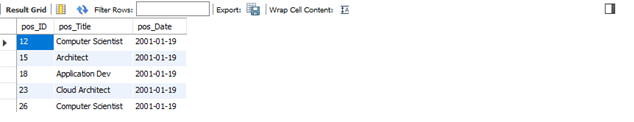 Result Grid Filter Rows: Export: Wrap Cell Content:
pos_ID pos_Title pos_Date
12 Computer Scientist 2001-01-19
15 Architect 2001-01-19
18 Application Dev 2001-01-19
23 Cloud Architect 2001-01-19
26 Computer Scientist 2001-01-19